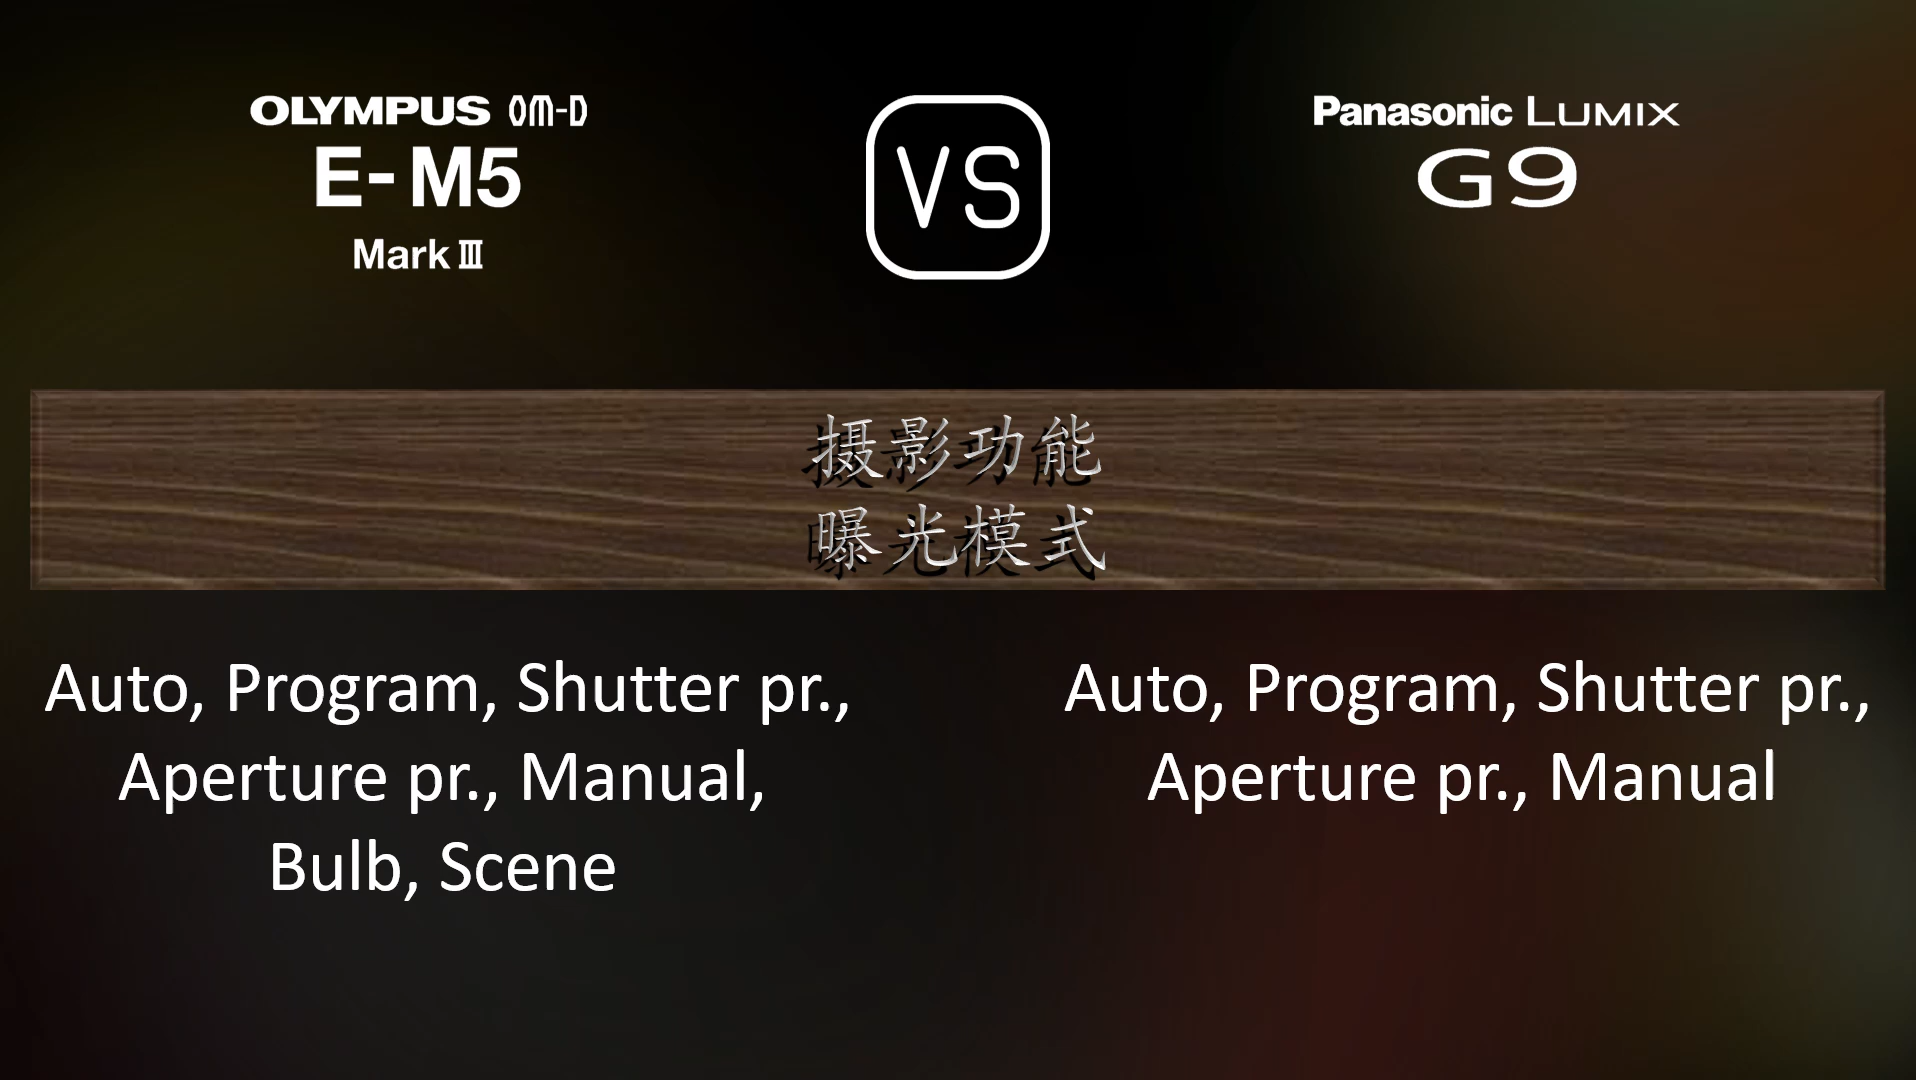 OLYMPUS OM-D
E-M5
Mark III
VS
Panasonic LUMIX
G9
摄影功能
曝光模式
Auto, Program, Shutter pr.,
Aperture pr., Manual,
Bulb, Scene
Auto, Program, Shutter pr.,
Aperture pr., Manual